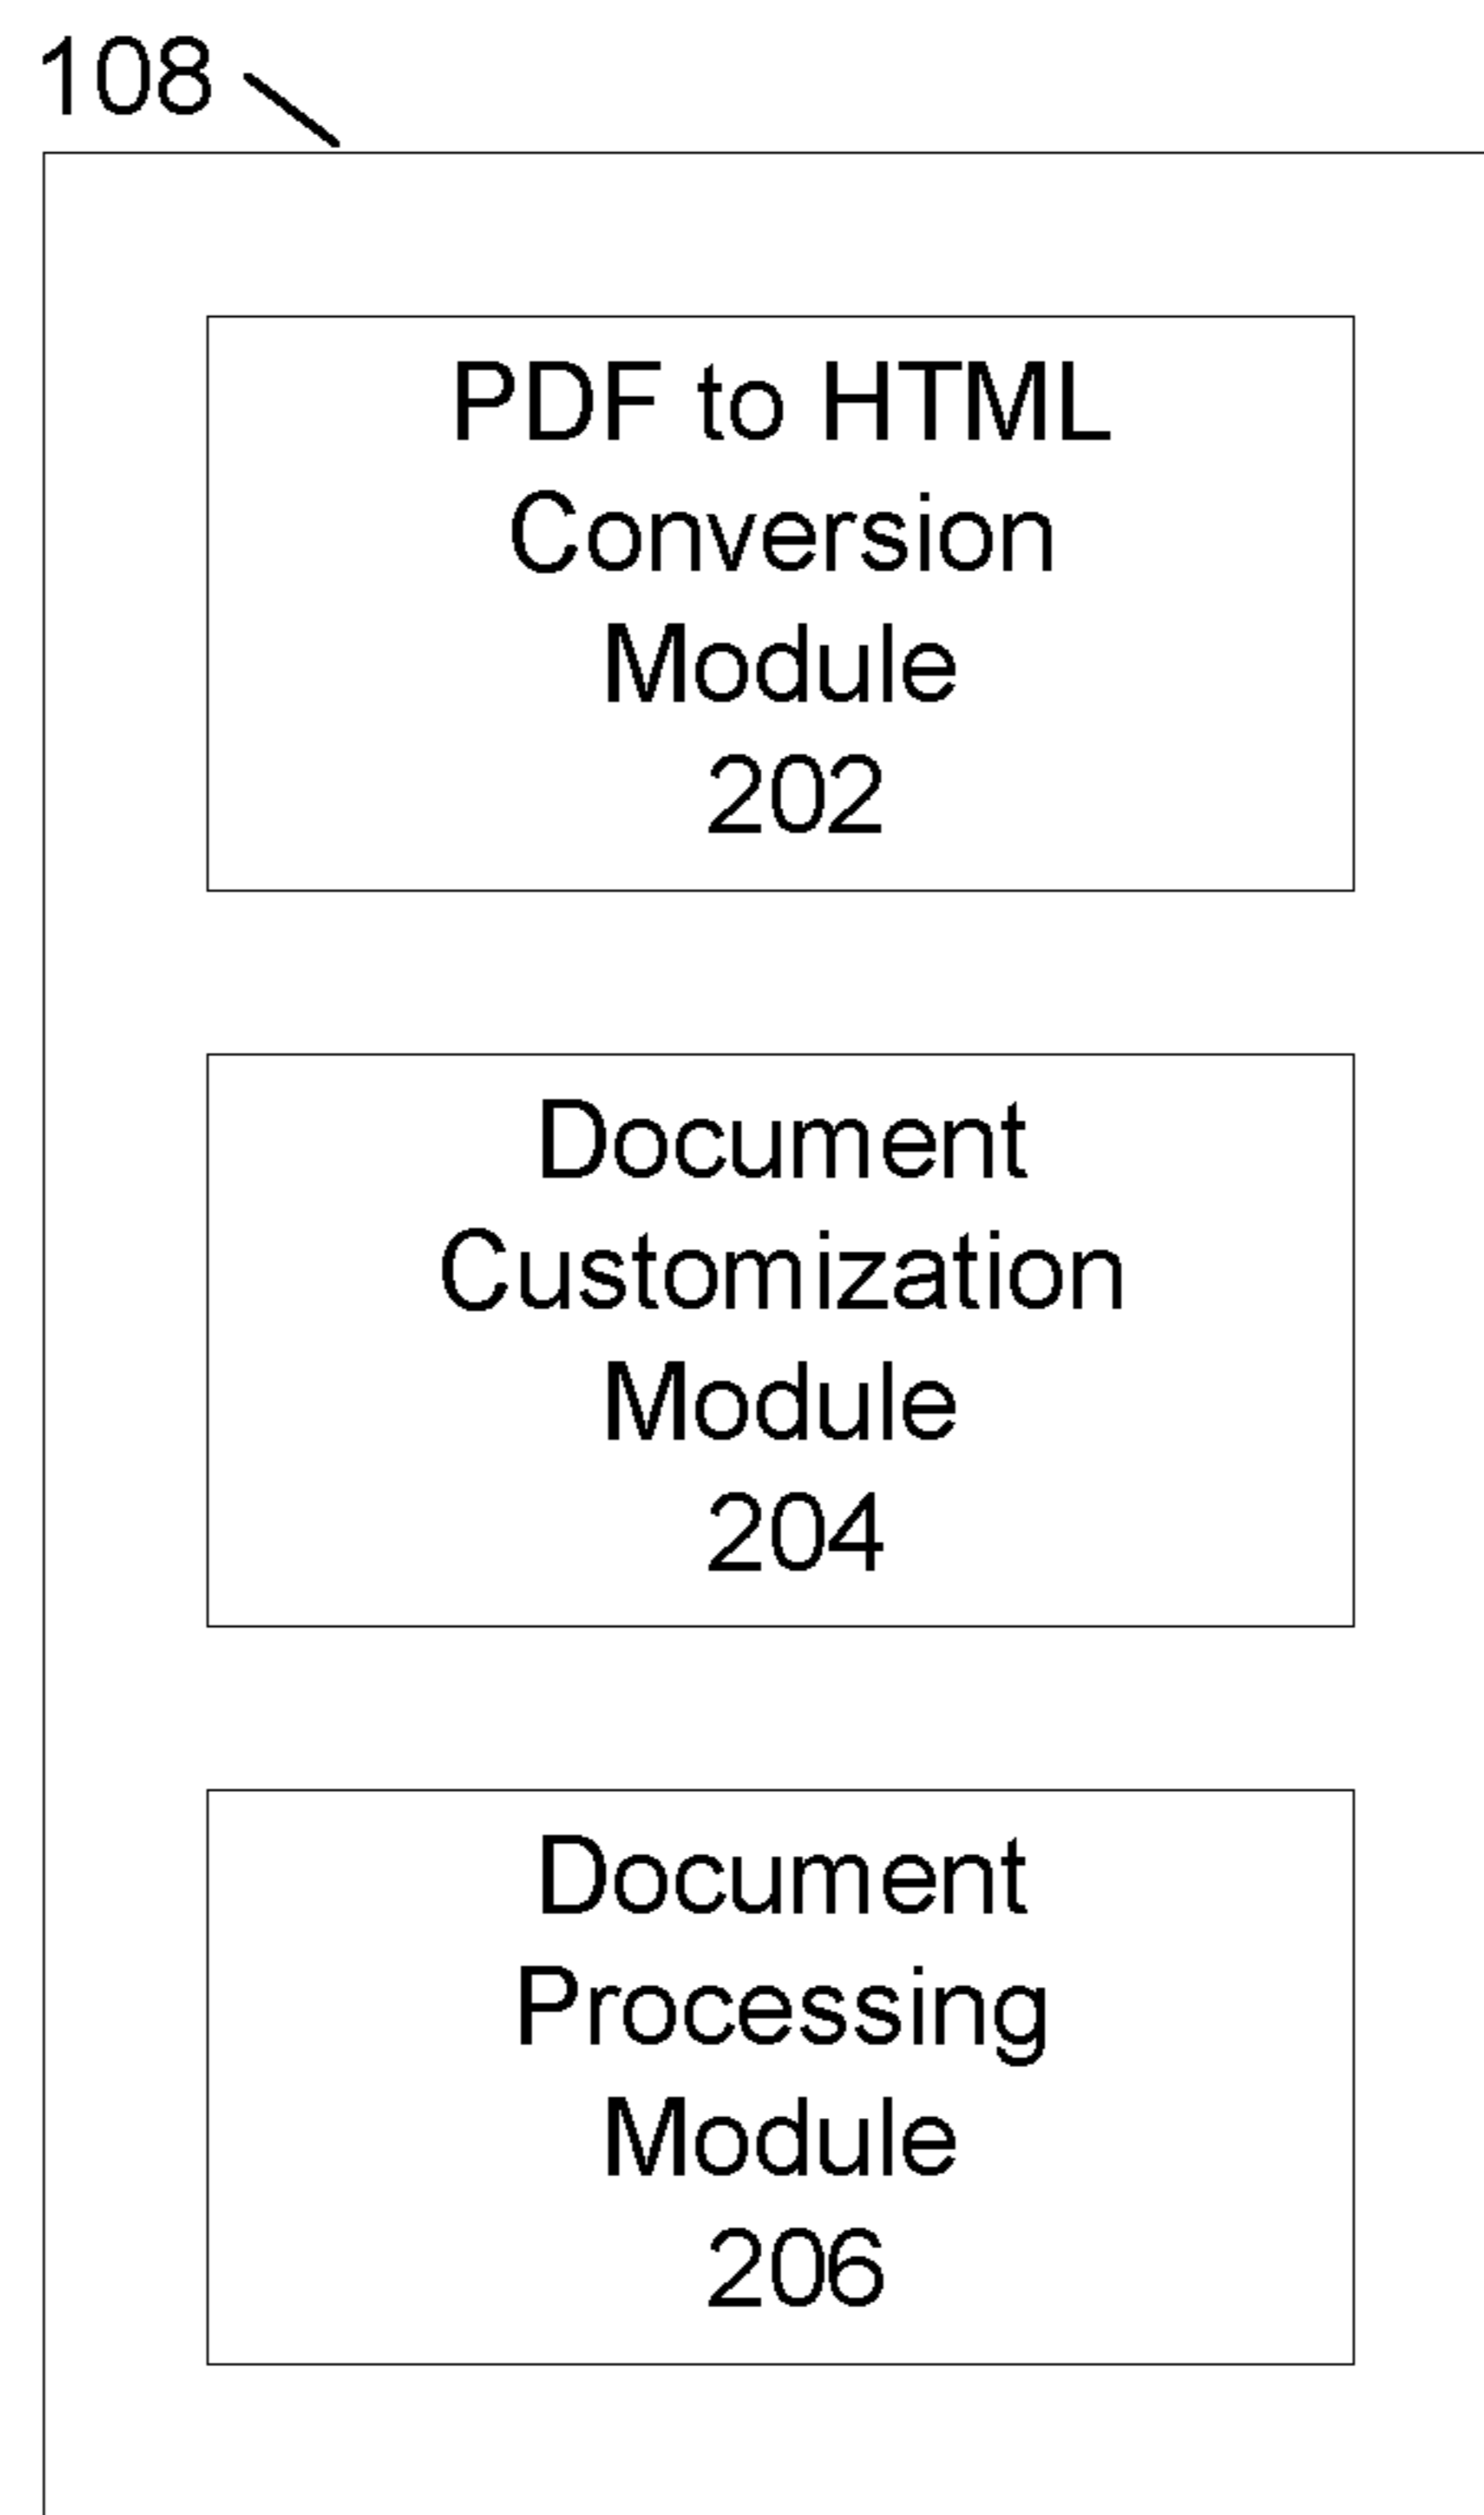 108
PDF to HTML
Conversion
Module
202
Document
Customization
Module
204
Document
Processing
Module
206